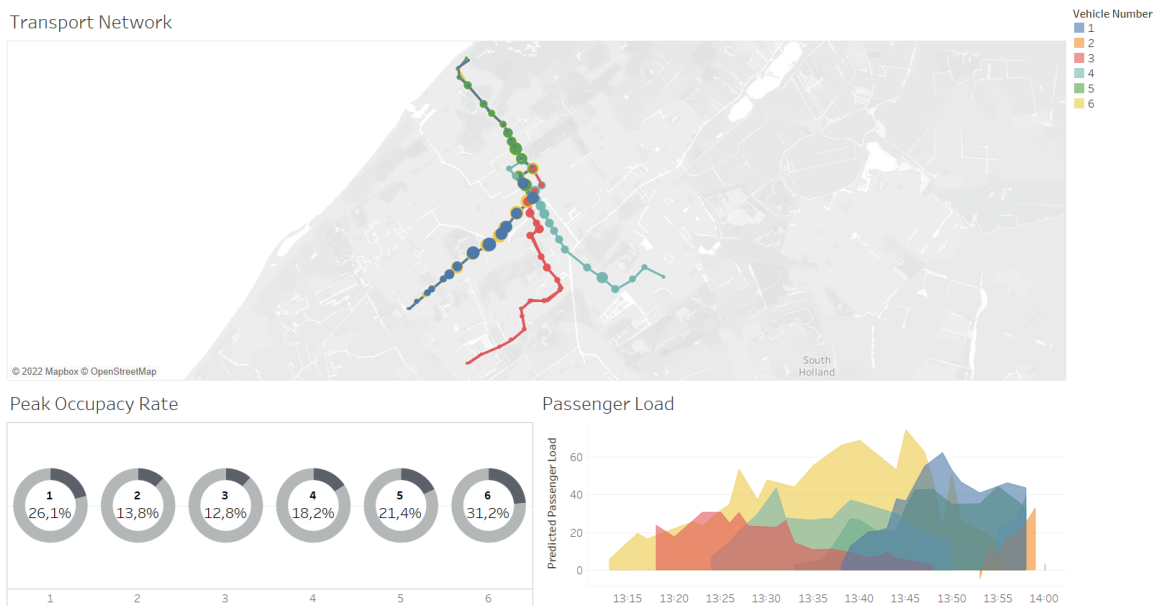 Transport Network
Vehicle Number
1
2
3
4
5
6
South
Holland
© 2022 Mapbox © OpenStreetMap
Peak Occupacy Rate
1
26,1%
2
13,8%
3
12,8%
4
18,2%
5
21,4%
6
31,2%
1 2 3 4 5 6
Passenger Load
Predicted Passenger Load
60
40
20
0
13:15 13:20 13:25 13:30 13:35 13:40 13:45 13:50 13:55 14:00